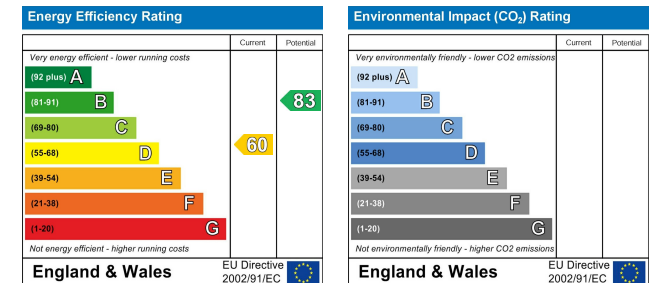 Energy Efficiency Rating
Current Potential
Very energy efficient - lower running costs
(92 plus) A
(81-91) B
(69-80) C
(55-68) D
(39-54) E
(21-38) F
(1-20) G
83
60
Not energy efficient - higher running costs
England & Wales
EU Directive
2002/91/EC
Environmental Impact (CO2) Rating
Current Potential
Very environmentally friendly - lower CO2 emissions
(92 plus) A
(81-91) B
(69-80) C
(55-68) D
(39-54) E
(21-38) F
(1-20) G
Not environmentally friendly - higher CO2 emissions
England & Wales
EU Directive
2002/91/EC